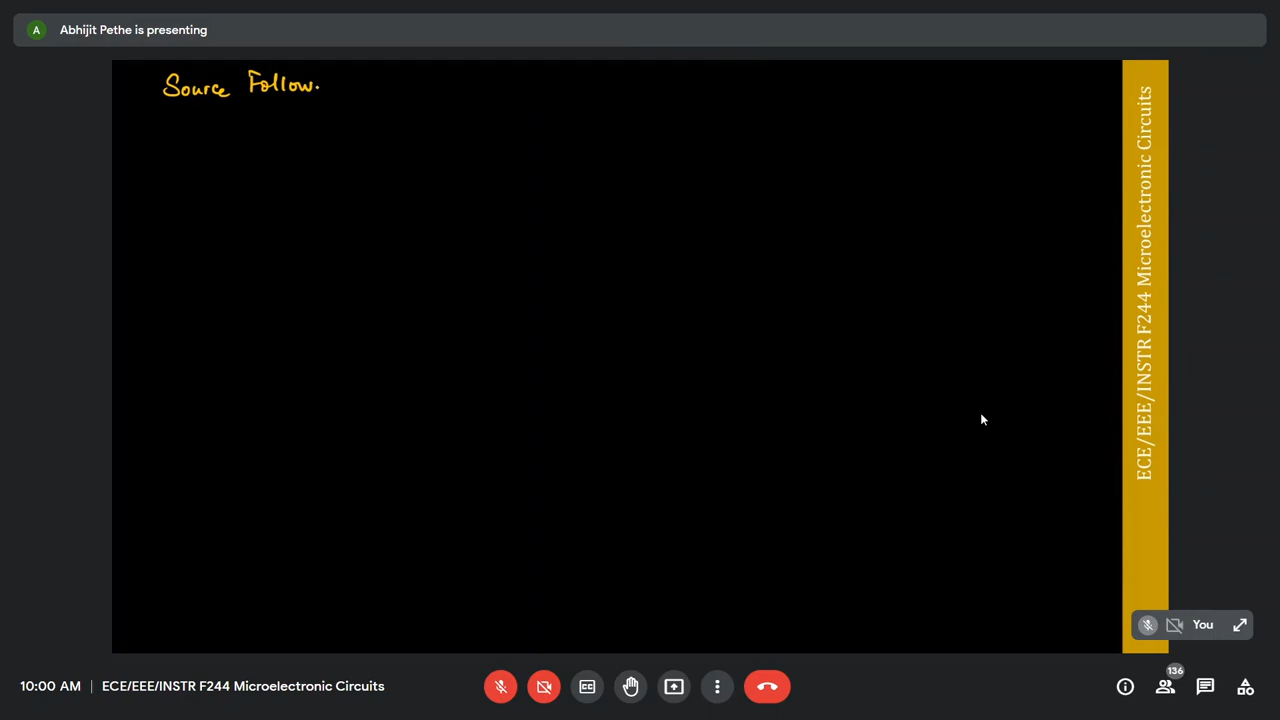 A
Abhijit Pethe is presenting
Source Follow.
ECE/EEE/INSTR F244 Microelectronic Circuits
You
136
10:00 AM | ECE/EEE/INSTR F244 Microelectronic Circuits
CC